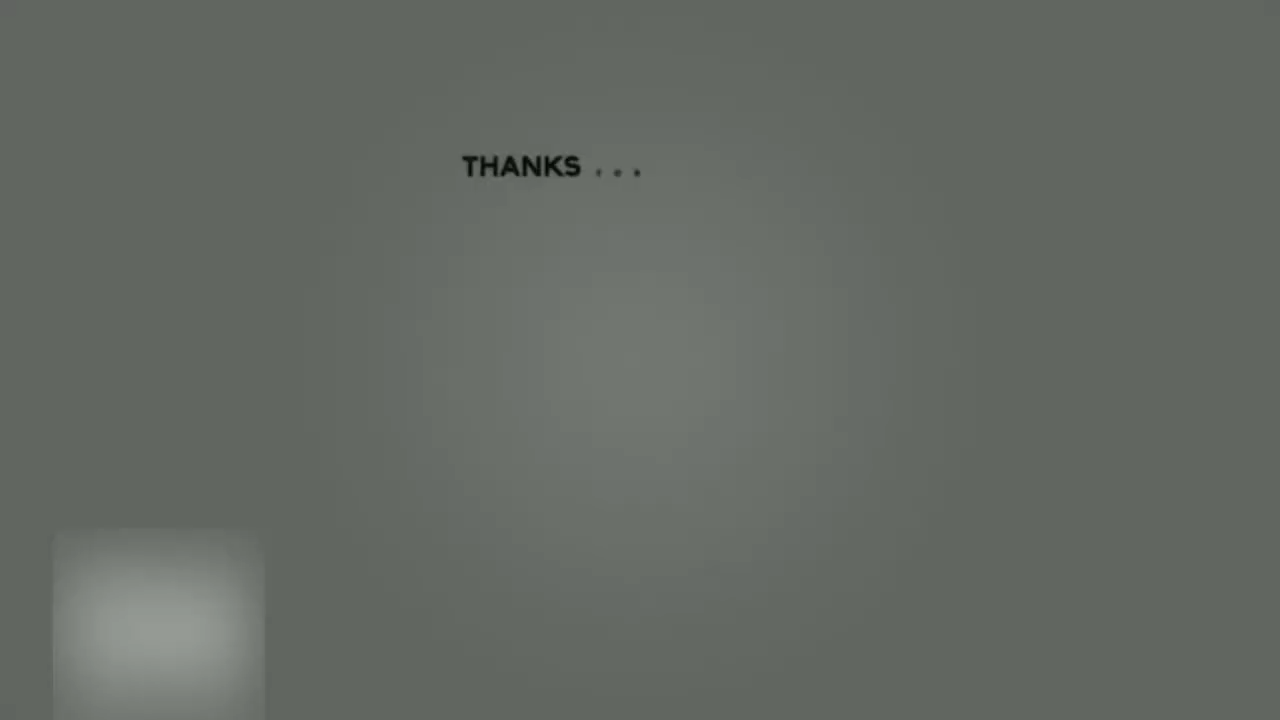 THANKS . . .